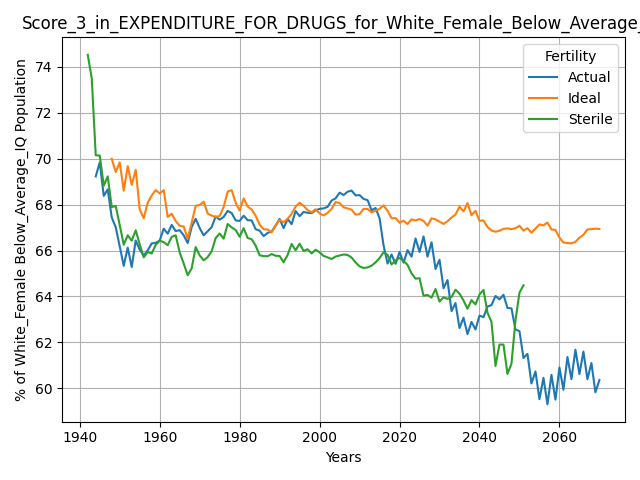 Score_3_in_EXPENDITURE_FOR_DRUGS_for_White_Female_Below_Average_
% of White_Female Below_Average_IQ Population
74
72
70
68
66
64
62
60
1940 1960 1980 2000 2020 2040 2060
Years
Fertility
Actual
Ideal
Sterile